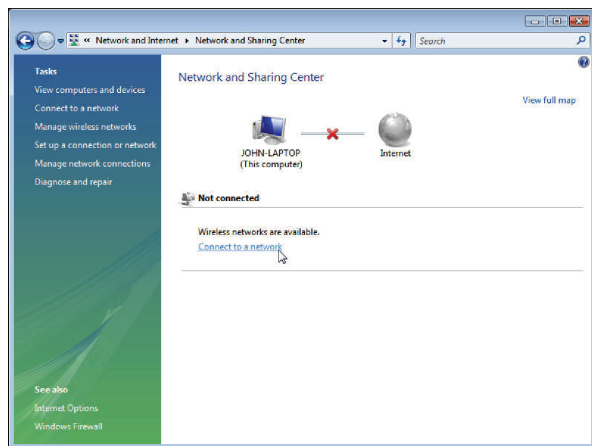 « Network and Internet ▸ Network and Sharing Center
Search
Tasks
View computers and devices
Connect to a network
Manage wireless networks
Set up a connection or network
Manage network connections
Diagnose and repair
See also
Internet Options
Windows Firewall
Network and Sharing Center
View full map
JOHN-LAPTOP
(This computer)
Internet
Not connected
Wireless networks are available.
Connect to a network